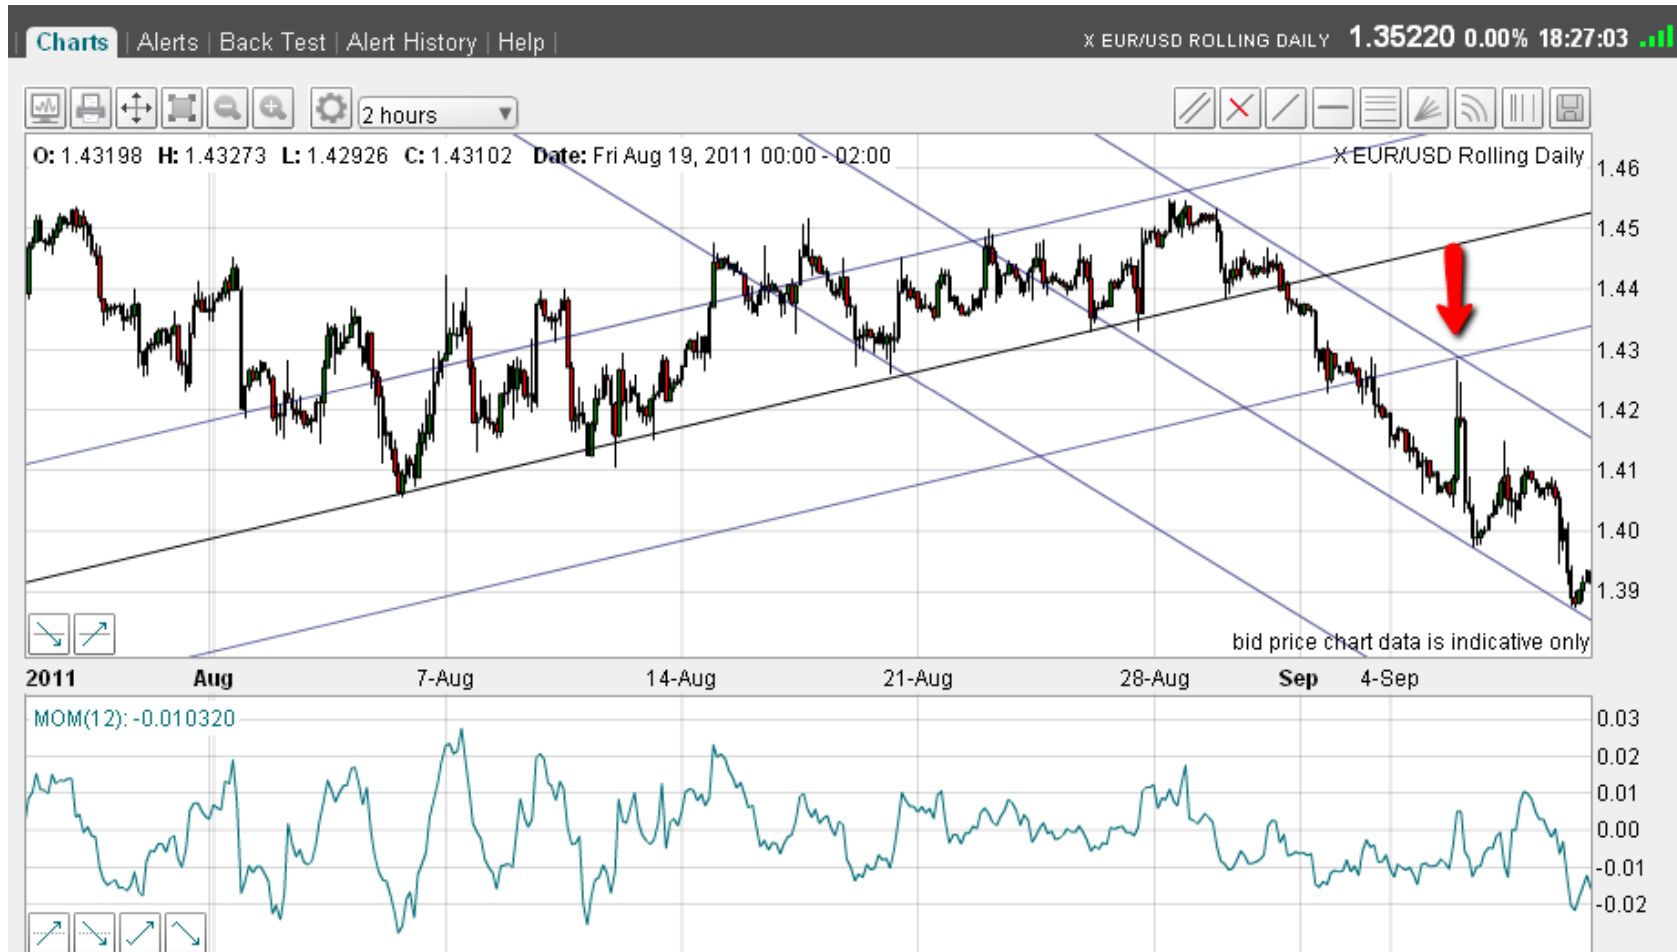 Charts | Alerts | Back Test | Alert History | Help | X EUR/USD ROLLING DAILY 1.35220 0.00% 18:27:03
2 hours
O: 1.43198 H: 1.43273 L: 1.42926 C: 1.43102 Date: Fri Aug 19, 2011 00:00 - 02:00 X EUR/USD Rolling Daily
1.46
1.45
1.44
1.43
1.42
1.41
1.40
1.39
bid price chart data is indicative only
2011 Aug 7-Aug 14-Aug 21-Aug 28-Aug Sep 4-Sep
MOM(12): -0.010320
0.03
0.02
0.01
0.00
-0.01
-0.02